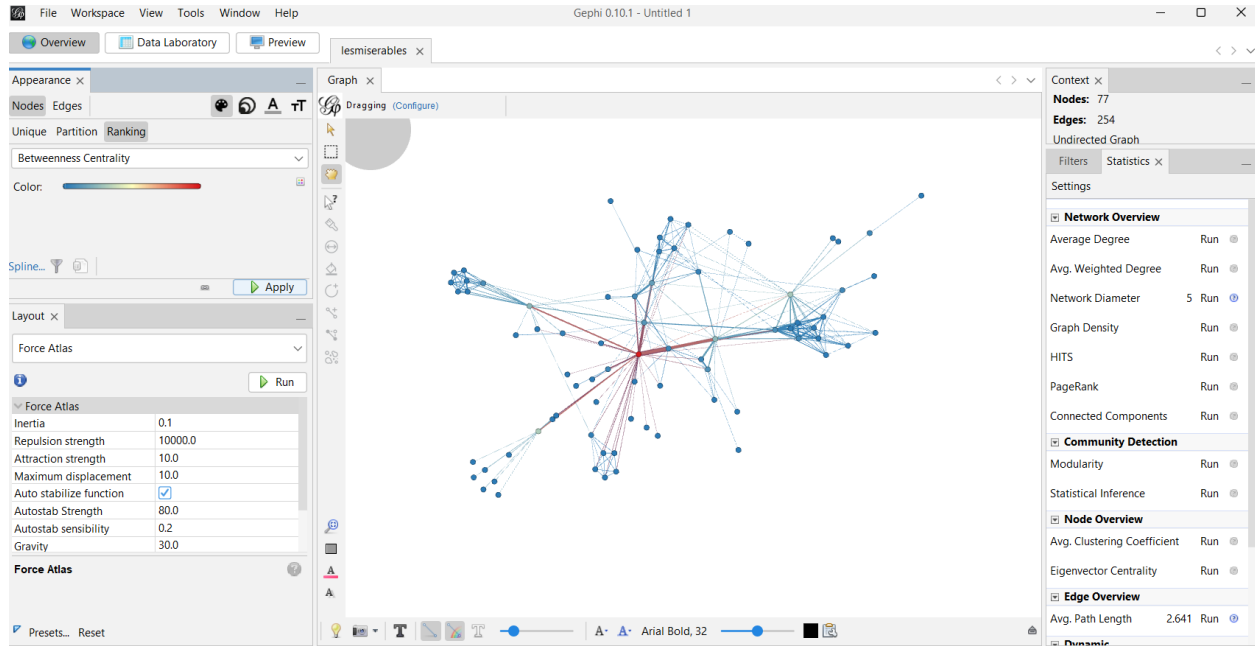 File Workspace View Tools Window Help Gephi 0.10.1 - Untitled 1
Overview Data Laboratory Preview
lesmiserables
Appearance
Nodes Edges
Unique Partition Ranking
Betweenness Centrality
Color:
Spline...
Apply
Layout
Force Atlas
Run
Force Atlas
Inertia 0.1
Repulsion strength 10000.0
Attraction strength 10.0
Maximum displacement 10.0
Auto stabilize function
Autostab Strength 80.0
Autostab sensibility 0.2
Gravity 30.0
Force Atlas
Presets... Reset
Graph
Dragging (Configure)
Arial Bold, 32
Context
Nodes: 77
Edges: 254
Undirected Graph
Filters Statistics
Settings
Network Overview
Average Degree Run
Avg. Weighted Degree Run
Network Diameter 5 Run
Graph Density Run
HITS Run
PageRank Run
Connected Components Run
Community Detection
Modularity Run
Statistical Inference Run
Node Overview
Avg. Clustering Coefficient Run
Eigenvector Centrality Run
Edge Overview
Avg. Path Length 2.641 Run
Dynamic